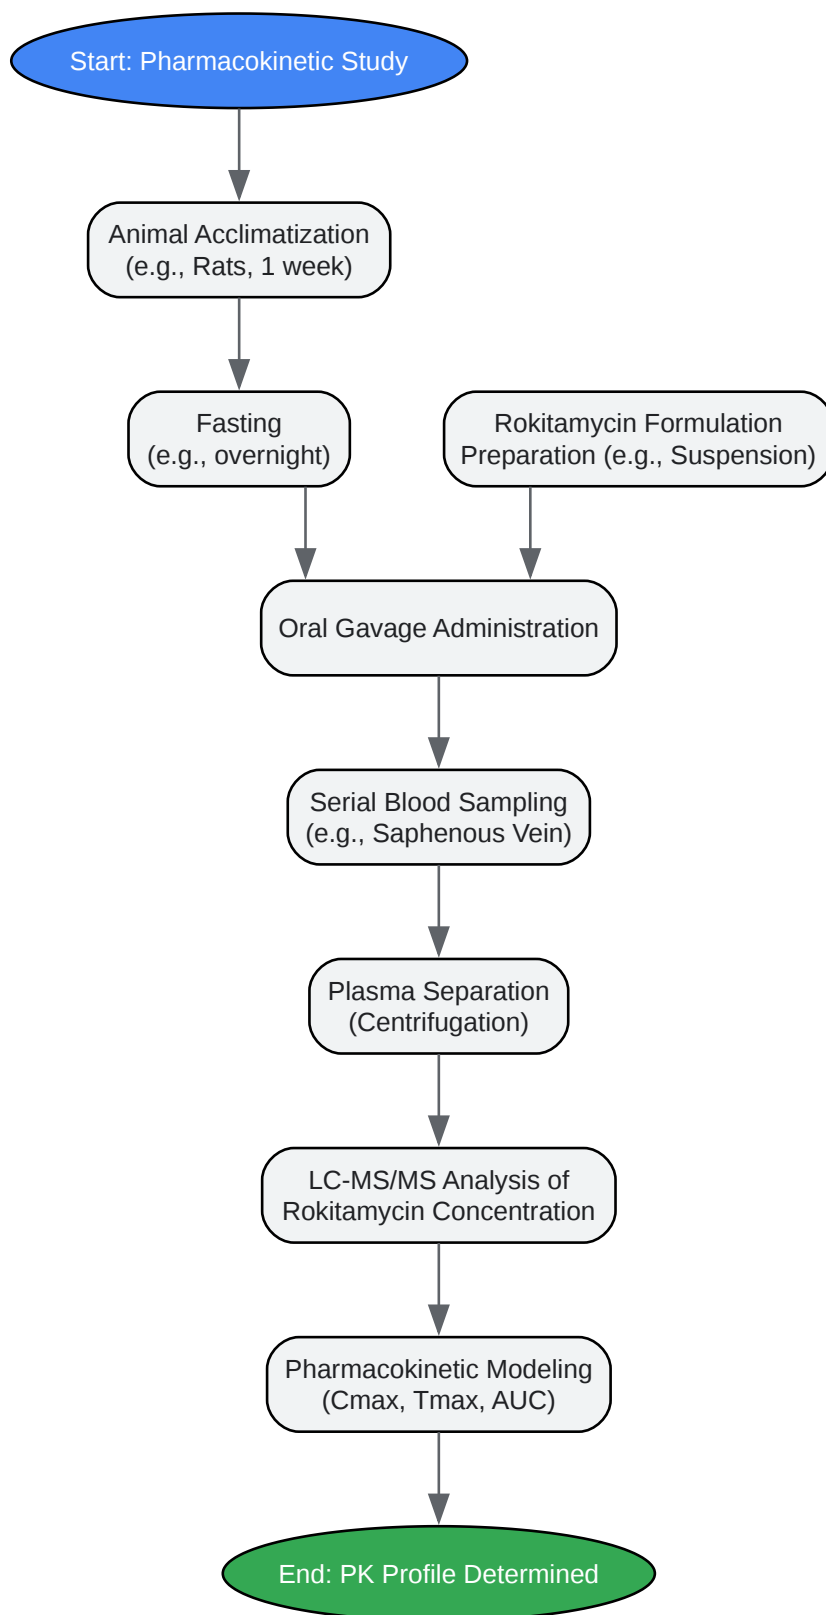 Start: Pharmacokinetic Study
Animal Acclimatization
(e.g., Rats, 1 week)
Fasting
(e.g., overnight)
Rokitamycin Formulation
Preparation (e.g., Suspension)
Oral Gavage Administration
Serial Blood Sampling
(e.g., Saphenous Vein)
Plasma Separation
(Centrifugation)
LC-MS/MS Analysis of
Rokitamycin Concentration
Pharmacokinetic Modeling
(Cmax, Tmax, AUC)
End: PK Profile Determined